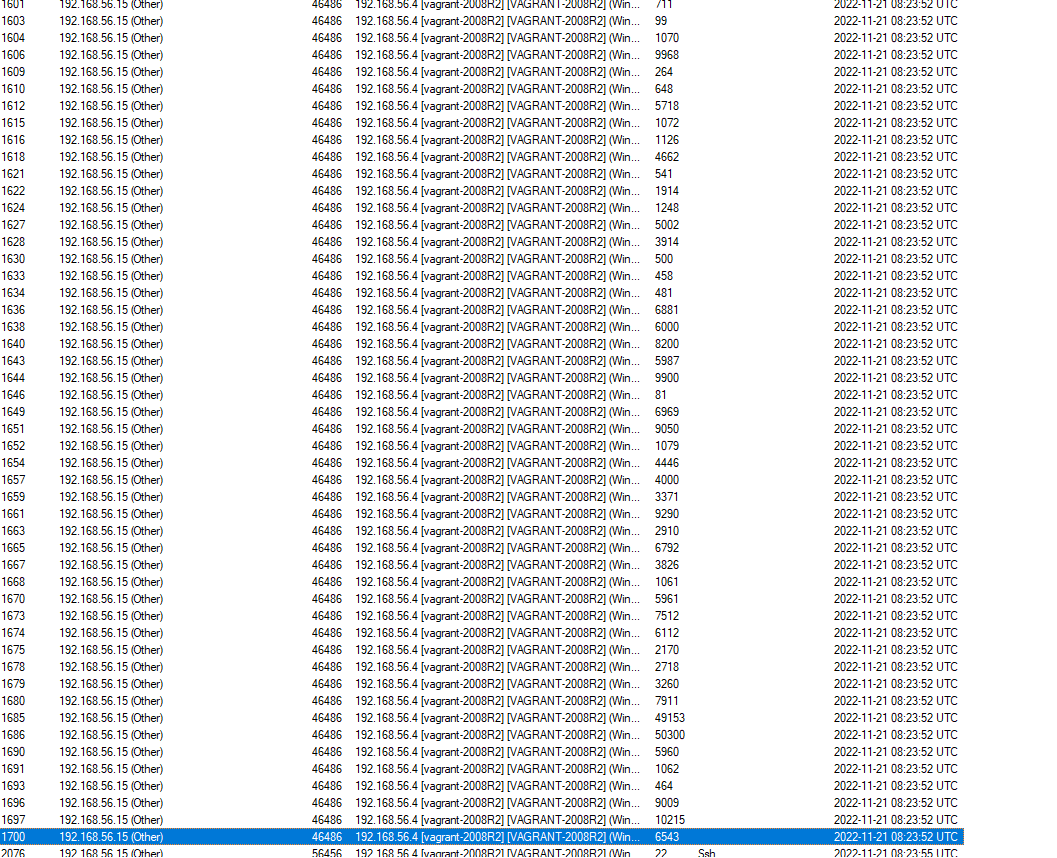 1601 192.168.56.15 (Other) 46486 192.168.56.4 [vagrant-2008R2] [VAGRANT-2008R2] (Win... 711 2022-11-21 08:23:52 UTC
1603 192.168.56.15 (Other) 46486 192.168.56.4 [vagrant-2008R2] [VAGRANT-2008R2] (Win... 99 2022-11-21 08:23:52 UTC
1604 192.168.56.15 (Other) 46486 192.168.56.4 [vagrant-2008R2] [VAGRANT-2008R2] (Win... 1070 2022-11-21 08:23:52 UTC
1606 192.168.56.15 (Other) 46486 192.168.56.4 [vagrant-2008R2] [VAGRANT-2008R2] (Win... 9968 2022-11-21 08:23:52 UTC
1609 192.168.56.15 (Other) 46486 192.168.56.4 [vagrant-2008R2] [VAGRANT-2008R2] (Win... 264 2022-11-21 08:23:52 UTC
1610 192.168.56.15 (Other) 46486 192.168.56.4 [vagrant-2008R2] [VAGRANT-2008R2] (Win... 648 2022-11-21 08:23:52 UTC
1612 192.168.56.15 (Other) 46486 192.168.56.4 [vagrant-2008R2] [VAGRANT-2008R2] (Win... 5718 2022-11-21 08:23:52 UTC
1615 192.168.56.15 (Other) 46486 192.168.56.4 [vagrant-2008R2] [VAGRANT-2008R2] (Win... 1072 2022-11-21 08:23:52 UTC
1616 192.168.56.15 (Other) 46486 192.168.56.4 [vagrant-2008R2] [VAGRANT-2008R2] (Win... 1126 2022-11-21 08:23:52 UTC
1618 192.168.56.15 (Other) 46486 192.168.56.4 [vagrant-2008R2] [VAGRANT-2008R2] (Win... 4662 2022-11-21 08:23:52 UTC
1621 192.168.56.15 (Other) 46486 192.168.56.4 [vagrant-2008R2] [VAGRANT-2008R2] (Win... 541 2022-11-21 08:23:52 UTC
1622 192.168.56.15 (Other) 46486 192.168.56.4 [vagrant-2008R2] [VAGRANT-2008R2] (Win... 1914 2022-11-21 08:23:52 UTC
1624 192.168.56.15 (Other) 46486 192.168.56.4 [vagrant-2008R2] [VAGRANT-2008R2] (Win... 1248 2022-11-21 08:23:52 UTC
1627 192.168.56.15 (Other) 46486 192.168.56.4 [vagrant-2008R2] [VAGRANT-2008R2] (Win... 5002 2022-11-21 08:23:52 UTC
1628 192.168.56.15 (Other) 46486 192.168.56.4 [vagrant-2008R2] [VAGRANT-2008R2] (Win... 3914 2022-11-21 08:23:52 UTC
1630 192.168.56.15 (Other) 46486 192.168.56.4 [vagrant-2008R2] [VAGRANT-2008R2] (Win... 500 2022-11-21 08:23:52 UTC
1633 192.168.56.15 (Other) 46486 192.168.56.4 [vagrant-2008R2] [VAGRANT-2008R2] (Win... 458 2022-11-21 08:23:52 UTC
1634 192.168.56.15 (Other) 46486 192.168.56.4 [vagrant-2008R2] [VAGRANT-2008R2] (Win... 481 2022-11-21 08:23:52 UTC
1636 192.168.56.15 (Other) 46486 192.168.56.4 [vagrant-2008R2] [VAGRANT-2008R2] (Win... 6881 2022-11-21 08:23:52 UTC
1638 192.168.56.15 (Other) 46486 192.168.56.4 [vagrant-2008R2] [VAGRANT-2008R2] (Win... 6000 2022-11-21 08:23:52 UTC
1640 192.168.56.15 (Other) 46486 192.168.56.4 [vagrant-2008R2] [VAGRANT-2008R2] (Win... 8200 2022-11-21 08:23:52 UTC
1643 192.168.56.15 (Other) 46486 192.168.56.4 [vagrant-2008R2] [VAGRANT-2008R2] (Win... 5987 2022-11-21 08:23:52 UTC
1644 192.168.56.15 (Other) 46486 192.168.56.4 [vagrant-2008R2] [VAGRANT-2008R2] (Win... 9900 2022-11-21 08:23:52 UTC
1646 192.168.56.15 (Other) 46486 192.168.56.4 [vagrant-2008R2] [VAGRANT-2008R2] (Win... 81 2022-11-21 08:23:52 UTC
1649 192.168.56.15 (Other) 46486 192.168.56.4 [vagrant-2008R2] [VAGRANT-2008R2] (Win... 6969 2022-11-21 08:23:52 UTC
1651 192.168.56.15 (Other) 46486 192.168.56.4 [vagrant-2008R2] [VAGRANT-2008R2] (Win... 9050 2022-11-21 08:23:52 UTC
1652 192.168.56.15 (Other) 46486 192.168.56.4 [vagrant-2008R2] [VAGRANT-2008R2] (Win... 1079 2022-11-21 08:23:52 UTC
1654 192.168.56.15 (Other) 46486 192.168.56.4 [vagrant-2008R2] [VAGRANT-2008R2] (Win... 4446 2022-11-21 08:23:52 UTC
1657 192.168.56.15 (Other) 46486 192.168.56.4 [vagrant-2008R2] [VAGRANT-2008R2] (Win... 4000 2022-11-21 08:23:52 UTC
1659 192.168.56.15 (Other) 46486 192.168.56.4 [vagrant-2008R2] [VAGRANT-2008R2] (Win... 3371 2022-11-21 08:23:52 UTC
1661 192.168.56.15 (Other) 46486 192.168.56.4 [vagrant-2008R2] [VAGRANT-2008R2] (Win... 9290 2022-11-21 08:23:52 UTC
1663 192.168.56.15 (Other) 46486 192.168.56.4 [vagrant-2008R2] [VAGRANT-2008R2] (Win... 2910 2022-11-21 08:23:52 UTC
1665 192.168.56.15 (Other) 46486 192.168.56.4 [vagrant-2008R2] [VAGRANT-2008R2] (Win... 6792 2022-11-21 08:23:52 UTC
1667 192.168.56.15 (Other) 46486 192.168.56.4 [vagrant-2008R2] [VAGRANT-2008R2] (Win... 3826 2022-11-21 08:23:52 UTC
1668 192.168.56.15 (Other) 46486 192.168.56.4 [vagrant-2008R2] [VAGRANT-2008R2] (Win... 1061 2022-11-21 08:23:52 UTC
1670 192.168.56.15 (Other) 46486 192.168.56.4 [vagrant-2008R2] [VAGRANT-2008R2] (Win... 5961 2022-11-21 08:23:52 UTC
1673 192.168.56.15 (Other) 46486 192.168.56.4 [vagrant-2008R2] [VAGRANT-2008R2] (Win... 7512 2022-11-21 08:23:52 UTC
1674 192.168.56.15 (Other) 46486 192.168.56.4 [vagrant-2008R2] [VAGRANT-2008R2] (Win... 6112 2022-11-21 08:23:52 UTC
1675 192.168.56.15 (Other) 46486 192.168.56.4 [vagrant-2008R2] [VAGRANT-2008R2] (Win... 2170 2022-11-21 08:23:52 UTC
1678 192.168.56.15 (Other) 46486 192.168.56.4 [vagrant-2008R2] [VAGRANT-2008R2] (Win... 2718 2022-11-21 08:23:52 UTC
1679 192.168.56.15 (Other) 46486 192.168.56.4 [vagrant-2008R2] [VAGRANT-2008R2] (Win... 3260 2022-11-21 08:23:52 UTC
1680 192.168.56.15 (Other) 46486 192.168.56.4 [vagrant-2008R2] [VAGRANT-2008R2] (Win... 7911 2022-11-21 08:23:52 UTC
1685 192.168.56.15 (Other) 46486 192.168.56.4 [vagrant-2008R2] [VAGRANT-2008R2] (Win... 49153 2022-11-21 08:23:52 UTC
1686 192.168.56.15 (Other) 46486 192.168.56.4 [vagrant-2008R2] [VAGRANT-2008R2] (Win... 50300 2022-11-21 08:23:52 UTC
1690 192.168.56.15 (Other) 46486 192.168.56.4 [vagrant-2008R2] [VAGRANT-2008R2] (Win... 5960 2022-11-21 08:23:52 UTC
1691 192.168.56.15 (Other) 46486 192.168.56.4 [vagrant-2008R2] [VAGRANT-2008R2] (Win... 1062 2022-11-21 08:23:52 UTC
1693 192.168.56.15 (Other) 46486 192.168.56.4 [vagrant-2008R2] [VAGRANT-2008R2] (Win... 464 2022-11-21 08:23:52 UTC
1696 192.168.56.15 (Other) 46486 192.168.56.4 [vagrant-2008R2] [VAGRANT-2008R2] (Win... 9009 2022-11-21 08:23:52 UTC
1697 192.168.56.15 (Other) 46486 192.168.56.4 [vagrant-2008R2] [VAGRANT-2008R2] (Win... 10215 2022-11-21 08:23:52 UTC
1700 192.168.56.15 (Other) 46486 192.168.56.4 [vagrant-2008R2] [VAGRANT-2008R2] (Win... 6543 2022-11-21 08:23:52 UTC
2076 192.168.56.15 (Other) 56456 192.168.56.4 [vagrant-2008R2] [VAGRANT-2008R2] (Win... 22 Ssh 2022-11-21 08:23:55 UTC